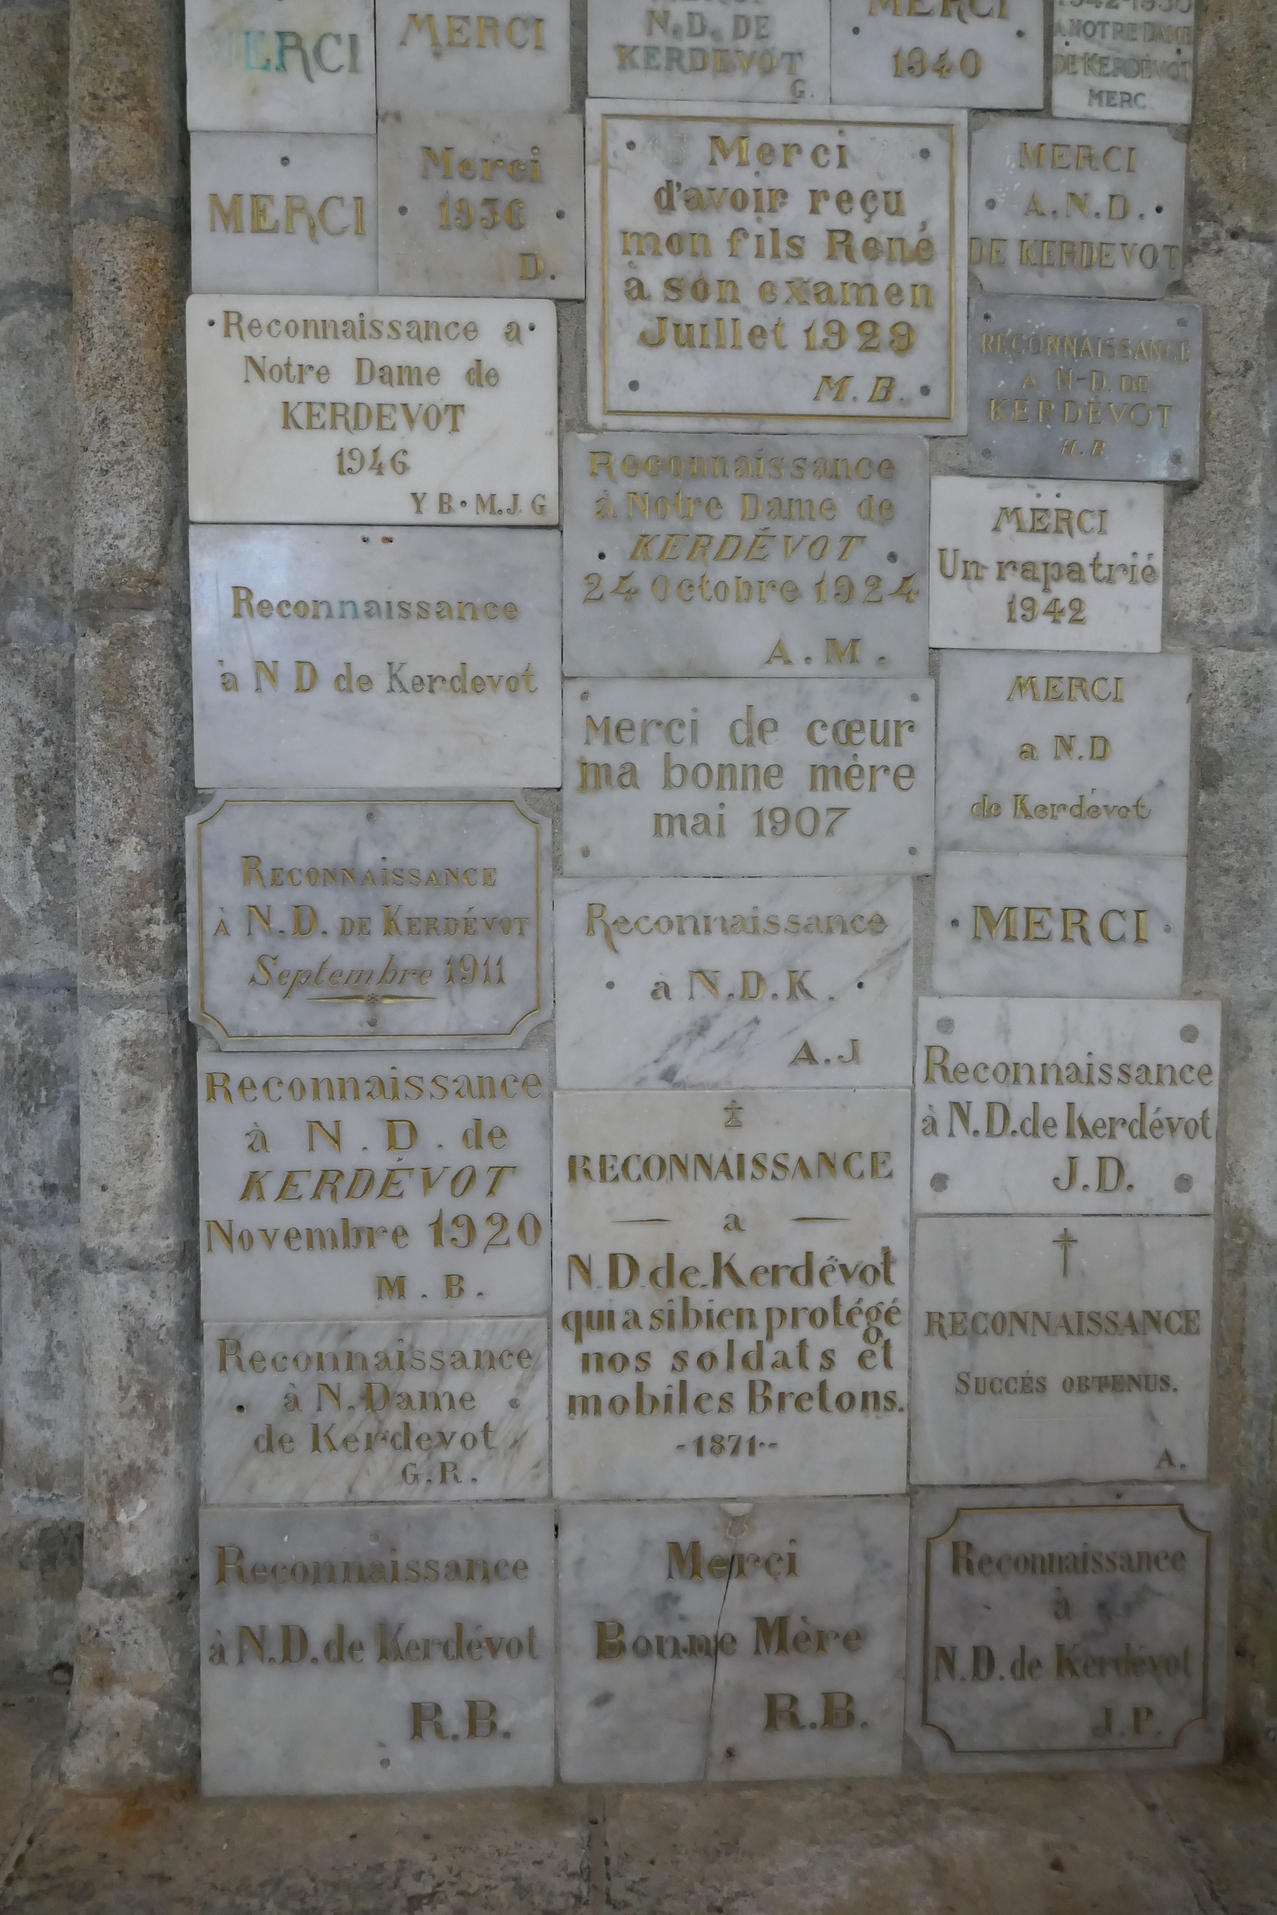 MERCI
MERCI
N.D. DE
KERDEVOT
G.
MERCI
1940
1942-1950
A NOTRE DAME
DE KERDEVOT
MERC
MERCI
Merci
1936
D.
Merci
d'avoir reçu
mon fils René
à son examen
Juillet 1929
M. B.
MERCI
A.N.D.
DE KERDEVOT
Reconnaissance a
Notre Dame de
KERDEVOT
1946
Y B • M.J. G
RECONNAISSANCE
A N-D. DE
KERDÉVOT
H.B
Reconnaissance
à Notre Dame de
KERDÉVOT
24 Octobre 1924
A. M.
MERCI
Un rapatrié
1942
Reconnaissance
à N D de Kerdevot
Merci de cœur
ma bonne mère
mai 1907
MERCI
a N.D
de Kerdévot
RECONNAISSANCE
À N.D. DE KERDÉVOT
Septembre 1911
Reconnaissance
à N.D.K.
A.J
MERCI
Reconnaissance
à N.D. de
KERDÉVOT
Novembre 1920
M. B.
RECONNAISSANCE
a
N.D. de Kerdévot
qui a si bien protégé
nos soldats et
mobiles Bretons.
-1871-
Reconnaissance
à N.D. de Kerdévot
J.D.
Reconnaissance
à N. Dame
de Kerdevot
G.R.
RECONNAISSANCE
SUCCÉS OBTENUS.
A.
Reconnaissance
à N.D. de Kerdévot
R.B.
Merçi
Bonne Mère
R.B.
Reconnaissance
à
N.D. de Kerdévot
J.P.